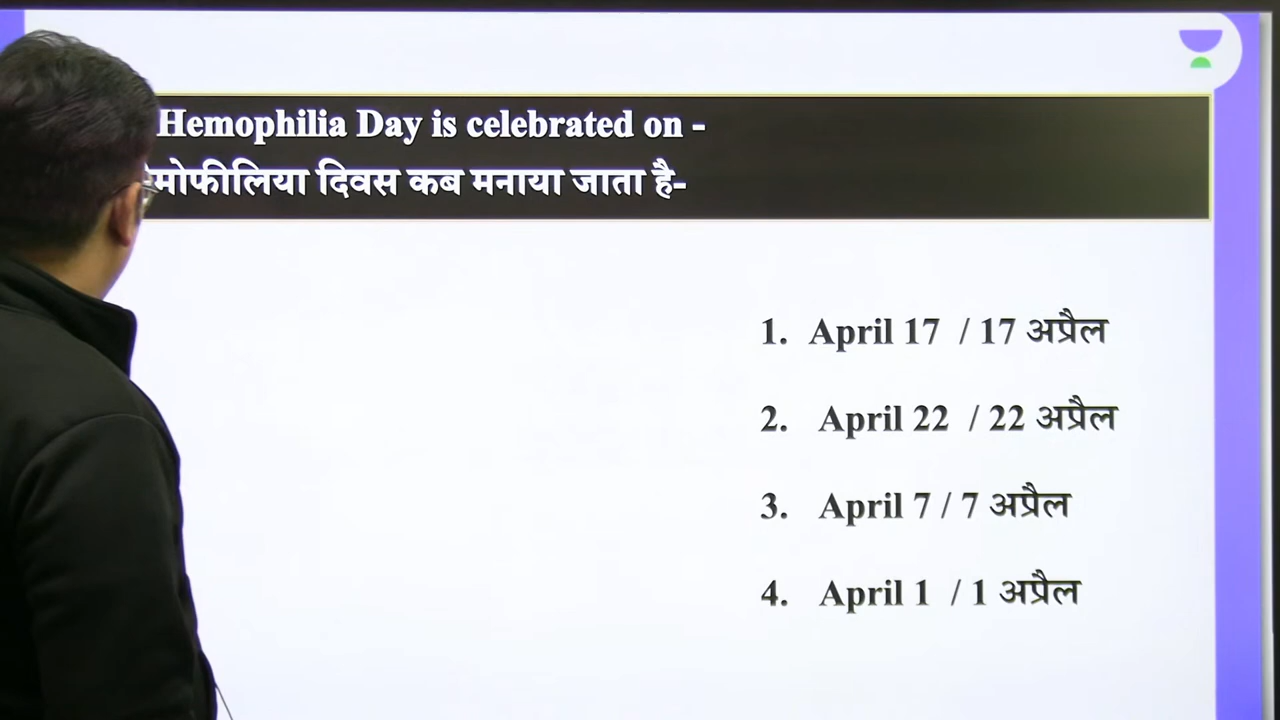 Hemophilia Day is celebrated on -
दिवस कब मनाया जाता है-
1. April 17 / 17 अप्रैल
2. April 22 / 22 अप्रैल
3. April 7 / 7 अप्रैल
4. April 1 / 1 अप्रैल